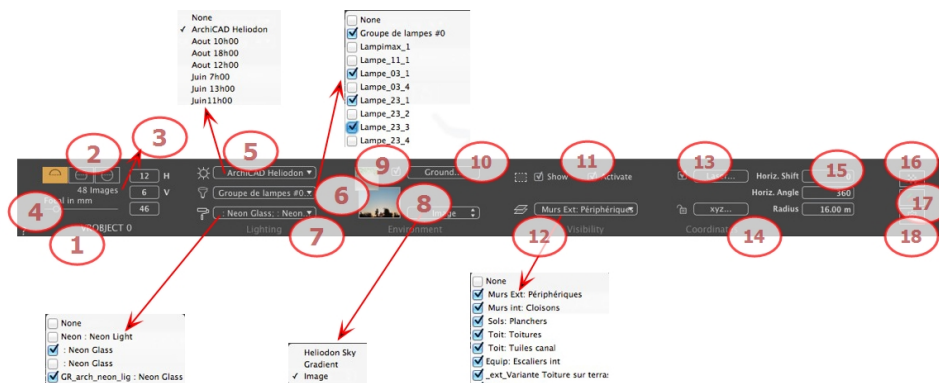 None
✓ ArchiCAD Heliodon
Aout 10h00
Aout 18h00
Aout 12h00
Juin 7h00
Juin 13h00
Juin11h00
None
Groupe de lampes #0
Lampimax_1
Lampe_11_1
Lampe_03_1
Lampe_03_4
Lampe_23_1
Lampe_23_2
Lampe_23_3
Lampe_23_4
1
2
3
4
5
6
7
8
9
10
11
12
13
14
15
16
17
18
48 Images
Focal in mm
12 H
6 V
46
VROBJECT 0
ArchiCAD Heliodon
Groupe de lampes #0
: Neon Glass; : Neon.
Lighting
Ground...
Image
Environment
Show
Activate
Murs Ext: Périphériques
Visibility
xyz...
Horiz. Shift
Horiz. Angle 360
Radius 16.00 m
None
Neon : Neon Light
: Neon Glass
: Neon Glass
GR_arch_neon_lig : Neon Glass
Heliodon Sky
Gradient
✓ Image
None
Murs Ext: Périphériques
Murs int: Cloisons
Sols: Planchers
Toit: Toitures
Toit: Tuiles canal
Equip: Escaliers int
_ext_Variante Toiture sur terras